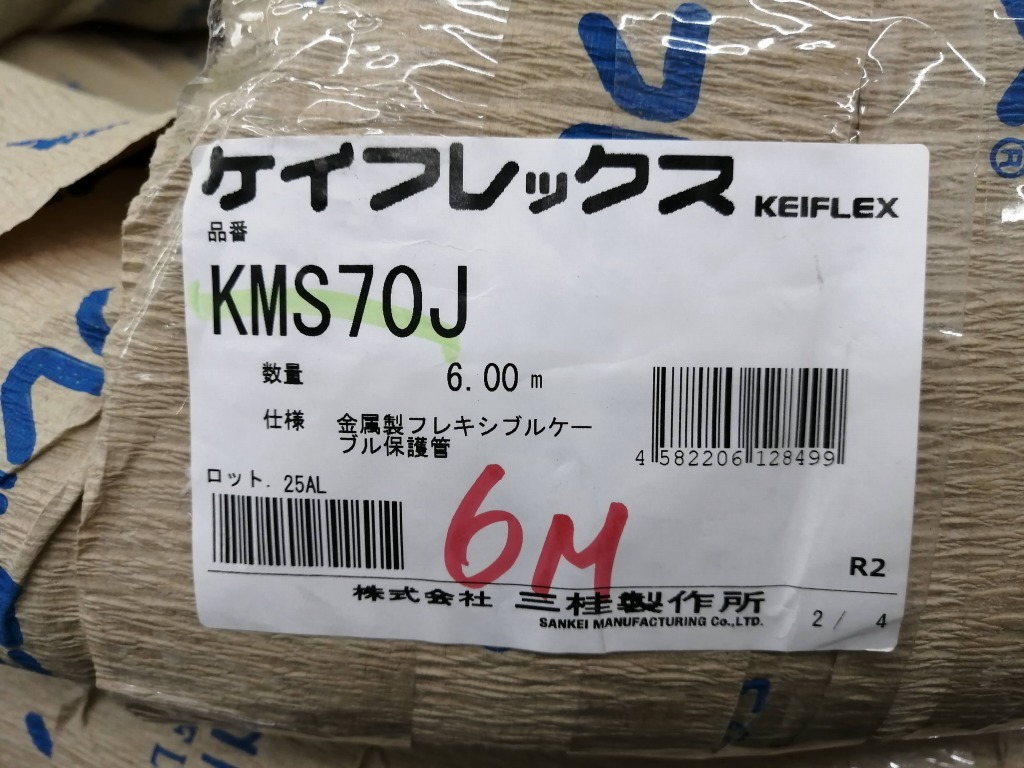 ケイフレックス KEIFLEX
品番
KMS70J
数量 6.00 m
仕様 金属製フレキシブルケー
ブル保護管
4 582206 128499
ロット. 25AL
6M
R2
株式会社 三桂製作所
SANKEI MANUFACTURING Co.,LTD.
2 / 4
®